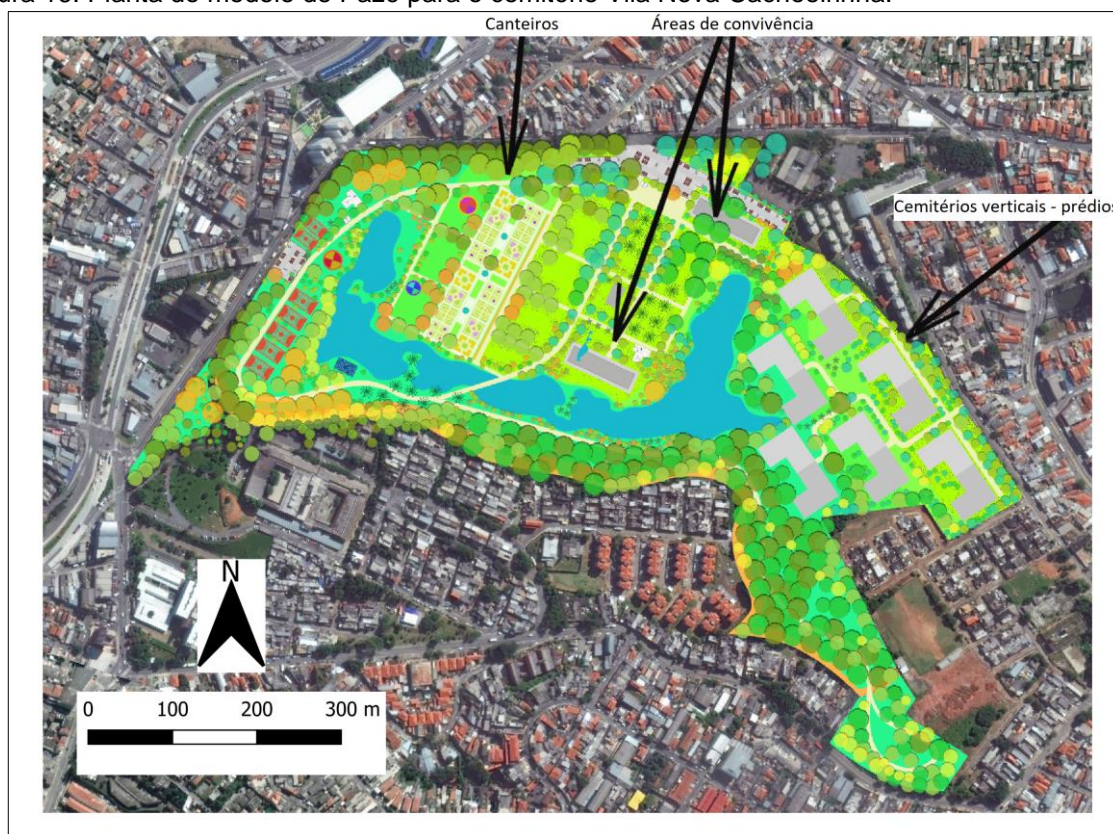 Planta do modelo de Pazo para o cemitério Vila Nova Cachoeirinha.
Canteiros
Áreas de convivência
Cemitérios verticais - prédios
N
0 100 200 300 m